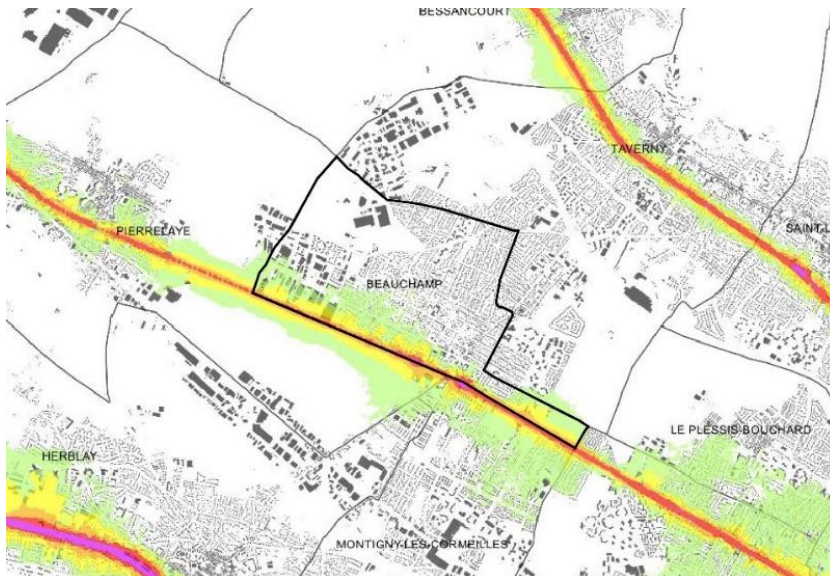 BESSANCOURT
TAVERNY
PIERRELAYE
SAINT-L
BEAUCHAMP
LE PLESSIS-BOUCHARD
HERBLAY
MONTIGNY-LES-CORMEILLES